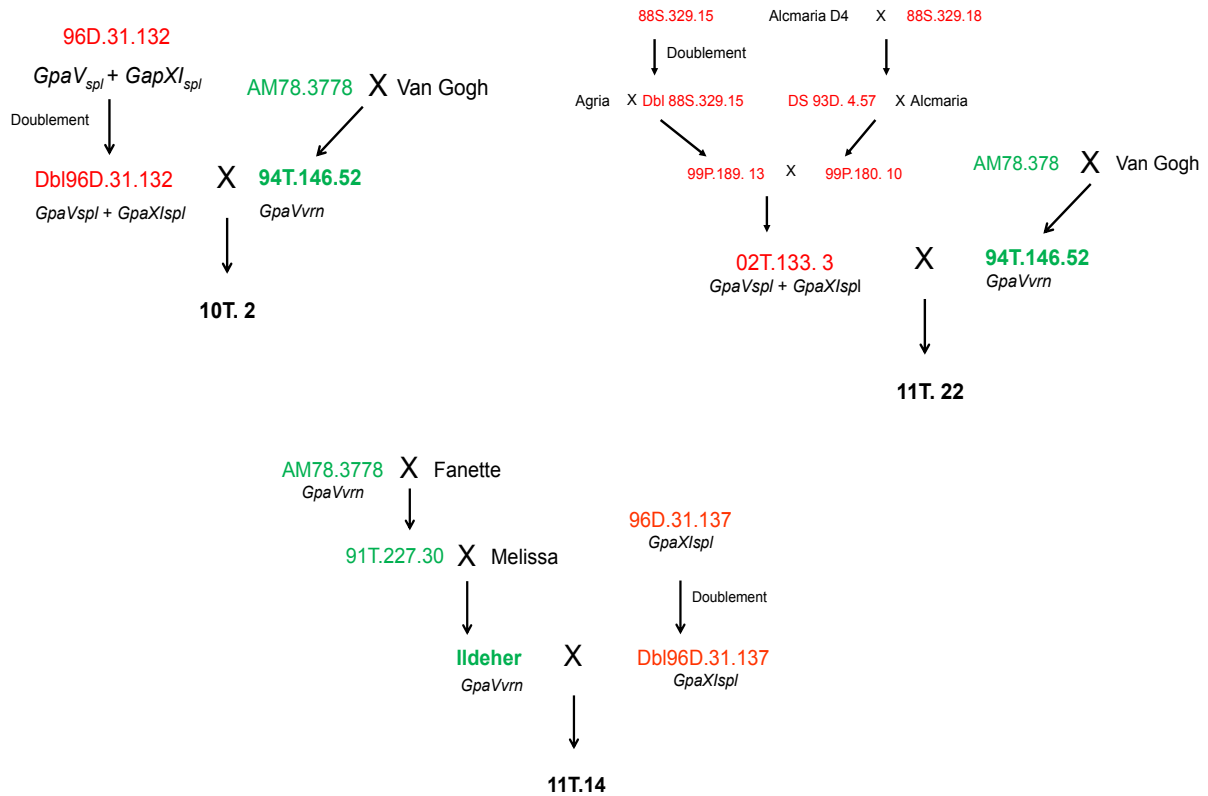 96D.31.132
GpaVspl + GapXIspl
AM78.3778 X Van Gogh
Doublement
Dbl96D.31.132 X 94T.146.52
GpaVspl + GpaXIspl GpaVvrn
10T. 2
88S.329.15 Alcmaria D4 X 88S.329.18
Doublement
Agria X Dbl 88S.329.15 DS 93D. 4.57 X Alcmaria
99P.189. 13 X 99P.180. 10
AM78.378 X Van Gogh
02T.133. 3 X 94T.146.52
GpaVspl + GpaXIspl GpaVvrn
11T. 22
AM78.3778 X Fanette
GpaVvrn
91T.227.30 X Melissa
96D.31.137
GpaXIspl
Doublement
Ildeher X Dbl96D.31.137
GpaVvrn GpaXIspl
11T.14